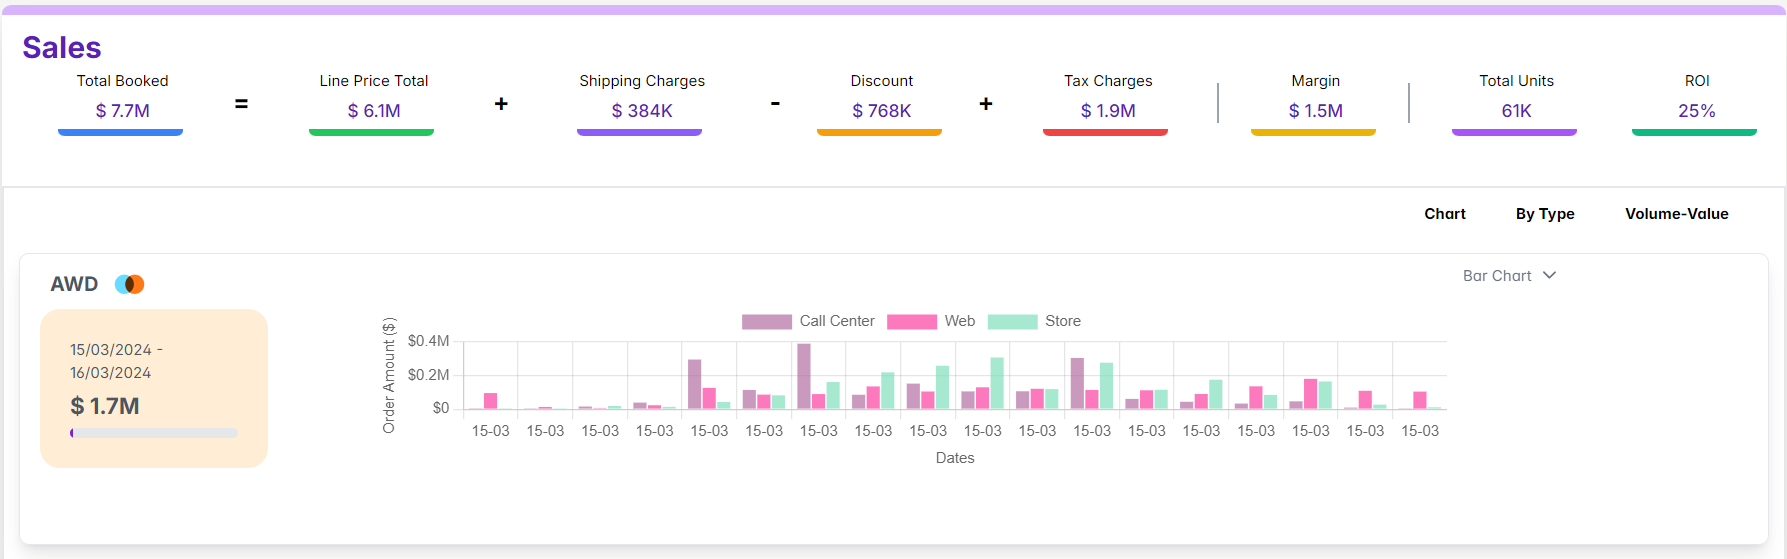 Sales
Total Booked
$ 7.7M
=
Line Price Total
$ 6.1M
+
Shipping Charges
$ 384K
-
Discount
$ 768K
+
Tax Charges
$ 1.9M
Margin
$ 1.5M
Total Units
61K
ROI
25%
Chart By Type Volume-Value
AWD
Bar Chart
15/03/2024 -
16/03/2024
$ 1.7M
Call Center Web Store
Order Amount ($)
$0.4M
$0.2M
$0
15-03 15-03 15-03 15-03 15-03 15-03 15-03 15-03 15-03 15-03 15-03 15-03 15-03 15-03 15-03 15-03 15-03 15-03
Dates